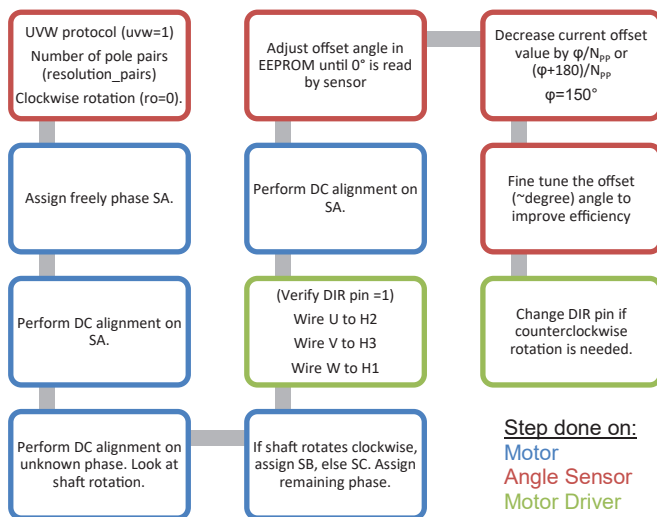 UVW protocol (uvw=1)
Number of pole pairs
(resolution_pairs)
Clockwise rotation (ro=0).
Assign freely phase SA.
Perform DC alignment on
SA.
Perform DC alignment on
unknown phase. Look at
shaft rotation.
If shaft rotates clockwise,
assign SB, else SC. Assign
remaining phase.
(Verify DIR pin =1)
Wire U to H2
Wire V to H3
Wire W to H1
Perform DC alignment on
SA.
Adjust offset angle in
EEPROM until 0° is read
by sensor
Decrease current offset
value by φ/N_PP or
(φ+180)/N_PP
φ=150°
Fine tune the offset
(~degree) angle to
improve efficiency
Change DIR pin if
counterclockwise
rotation is needed.
Step done on:
Motor
Angle Sensor
Motor Driver